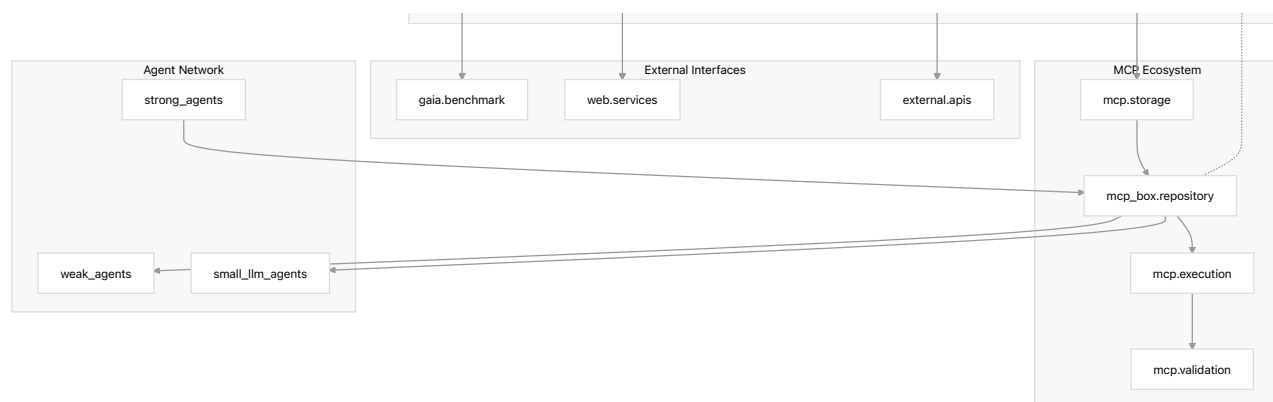 Agent Network
External Interfaces
MCP Ecosystem
strong_agents
gaia.benchmark
web.services
external.apis
mcp.storage
mcp_box.repository
weak_agents
small_llm_agents
mcp.execution
mcp.validation